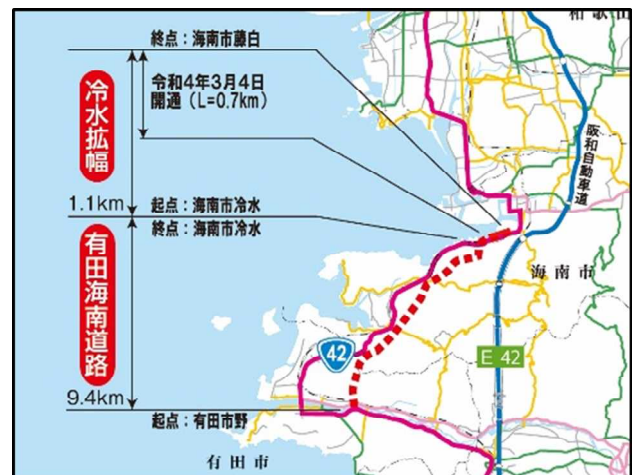 終点：海南市藤白
令和4年3月4日
開通（L=0.7km）
冷水拡幅
1.1km
起点：海南市冷水
終点：海南市冷水
有田海南道路
9.4km
起点：有田市野
有田市
42
E 42
海南市
阪和自動車道